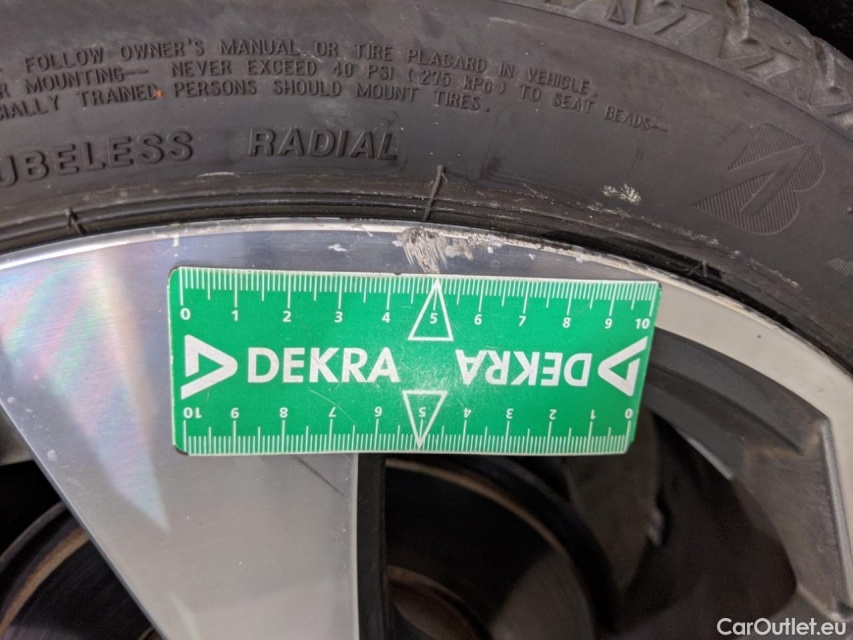 FOLLOW OWNER'S MANUAL OR TIRE PLACARD IN VEHICLE.
R MOUNTING— NEVER EXCEED 40 PSI (275 kPa) TO SEAT BEADS—
CIALLY TRAINED PERSONS SHOULD MOUNT TIRES.
UBELESS RADIAL
0 1 2 3 4 5 6 7 8 9 10
DEKRA DEKRA
10 9 8 7 6 5 4 3 2 1 0
CarOutlet.eu